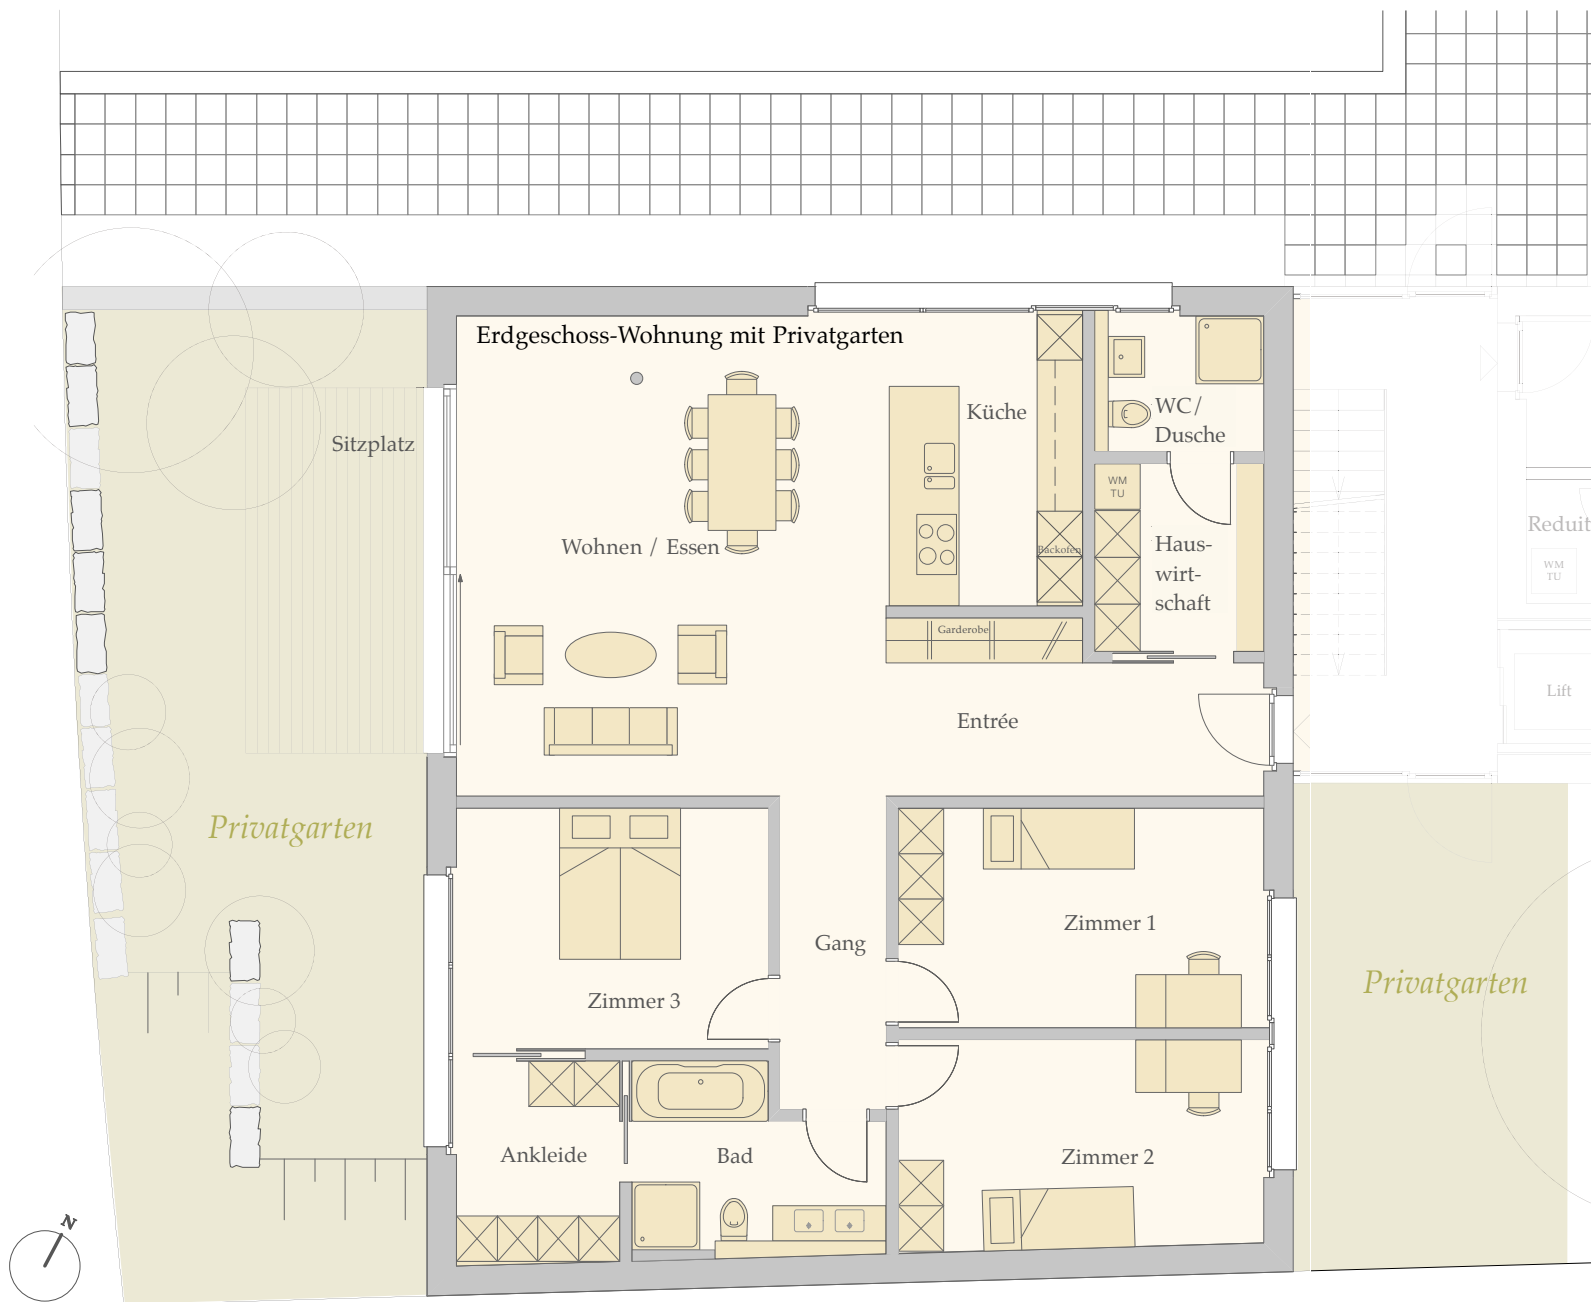 Erdgeschoss-Wohnung mit Privatgarten
Küche
WC/
Dusche
Sitzplatz
WM
TU
Wohnen / Essen
Backofen
Haus-
wirt-
schaft
Reduit
WM
TU
Garderobe
Lift
Entrée
Privatgarten
Zimmer 1
Gang
Zimmer 3
Privatgarten
Ankleide
Bad
Zimmer 2
N